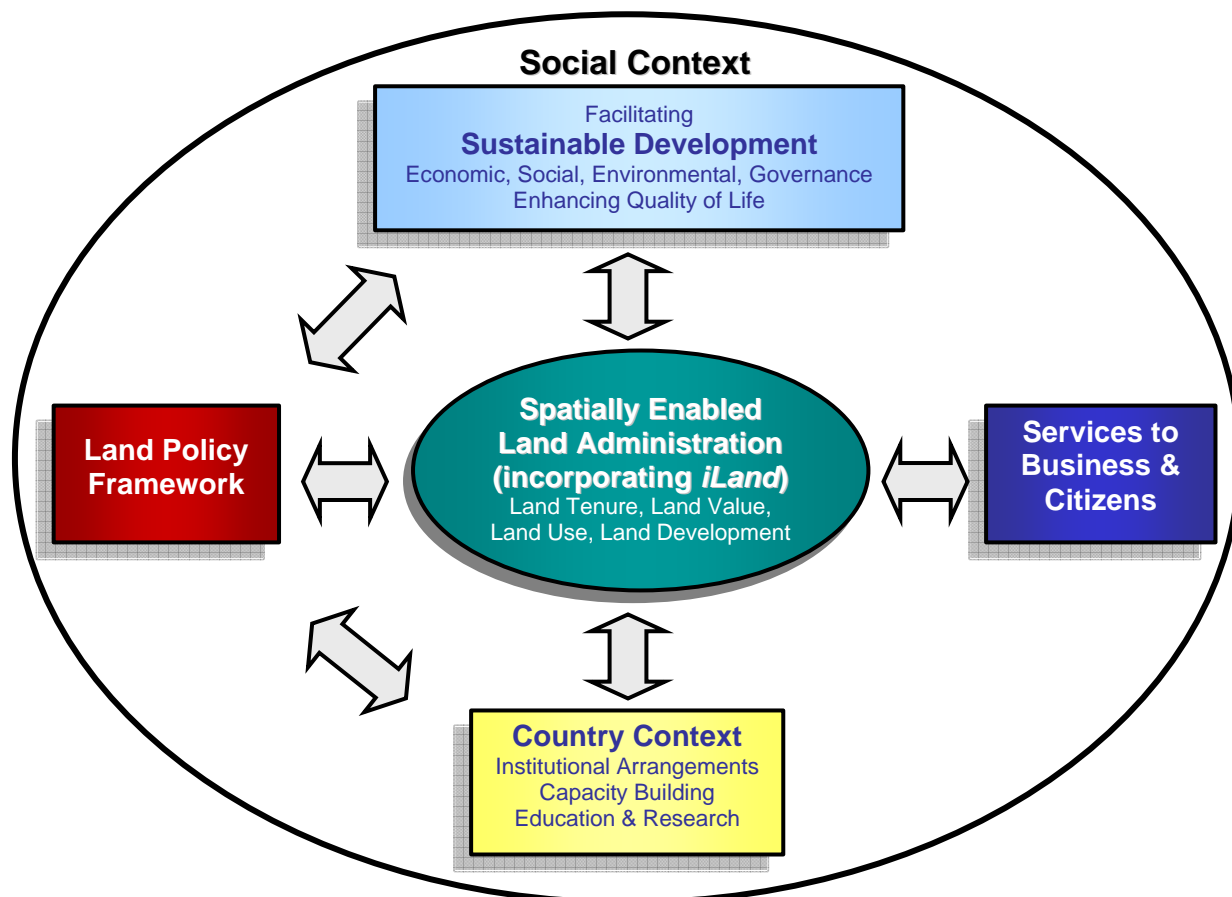 Social Context
Facilitating
Sustainable Development
Economic, Social, Environmental, Governance
Enhancing Quality of Life
Land Policy
Framework
Spatially Enabled
Land Administration
(incorporating iLand)
Land Tenure, Land Value,
Land Use, Land Development
Services to
Business &
Citizens
Country Context
Institutional Arrangements
Capacity Building
Education & Research